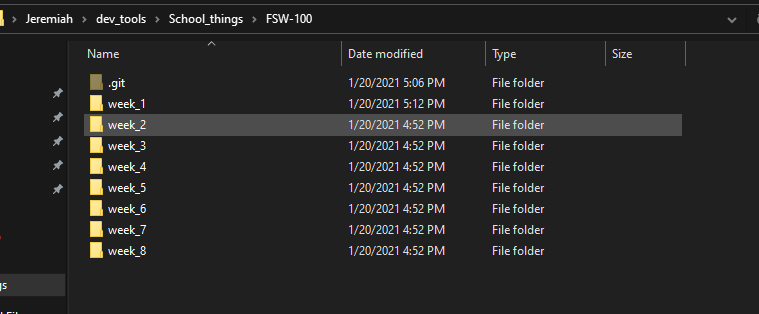 Jeremiah > dev_tools > School_things > FSW-100
Name Date modified Type Size
.git 1/20/2021 5:06 PM File folder
week_1 1/20/2021 5:12 PM File folder
week_2 1/20/2021 4:52 PM File folder
week_3 1/20/2021 4:52 PM File folder
week_4 1/20/2021 4:52 PM File folder
week_5 1/20/2021 4:52 PM File folder
week_6 1/20/2021 4:52 PM File folder
week_7 1/20/2021 4:52 PM File folder
week_8 1/20/2021 4:52 PM File folder